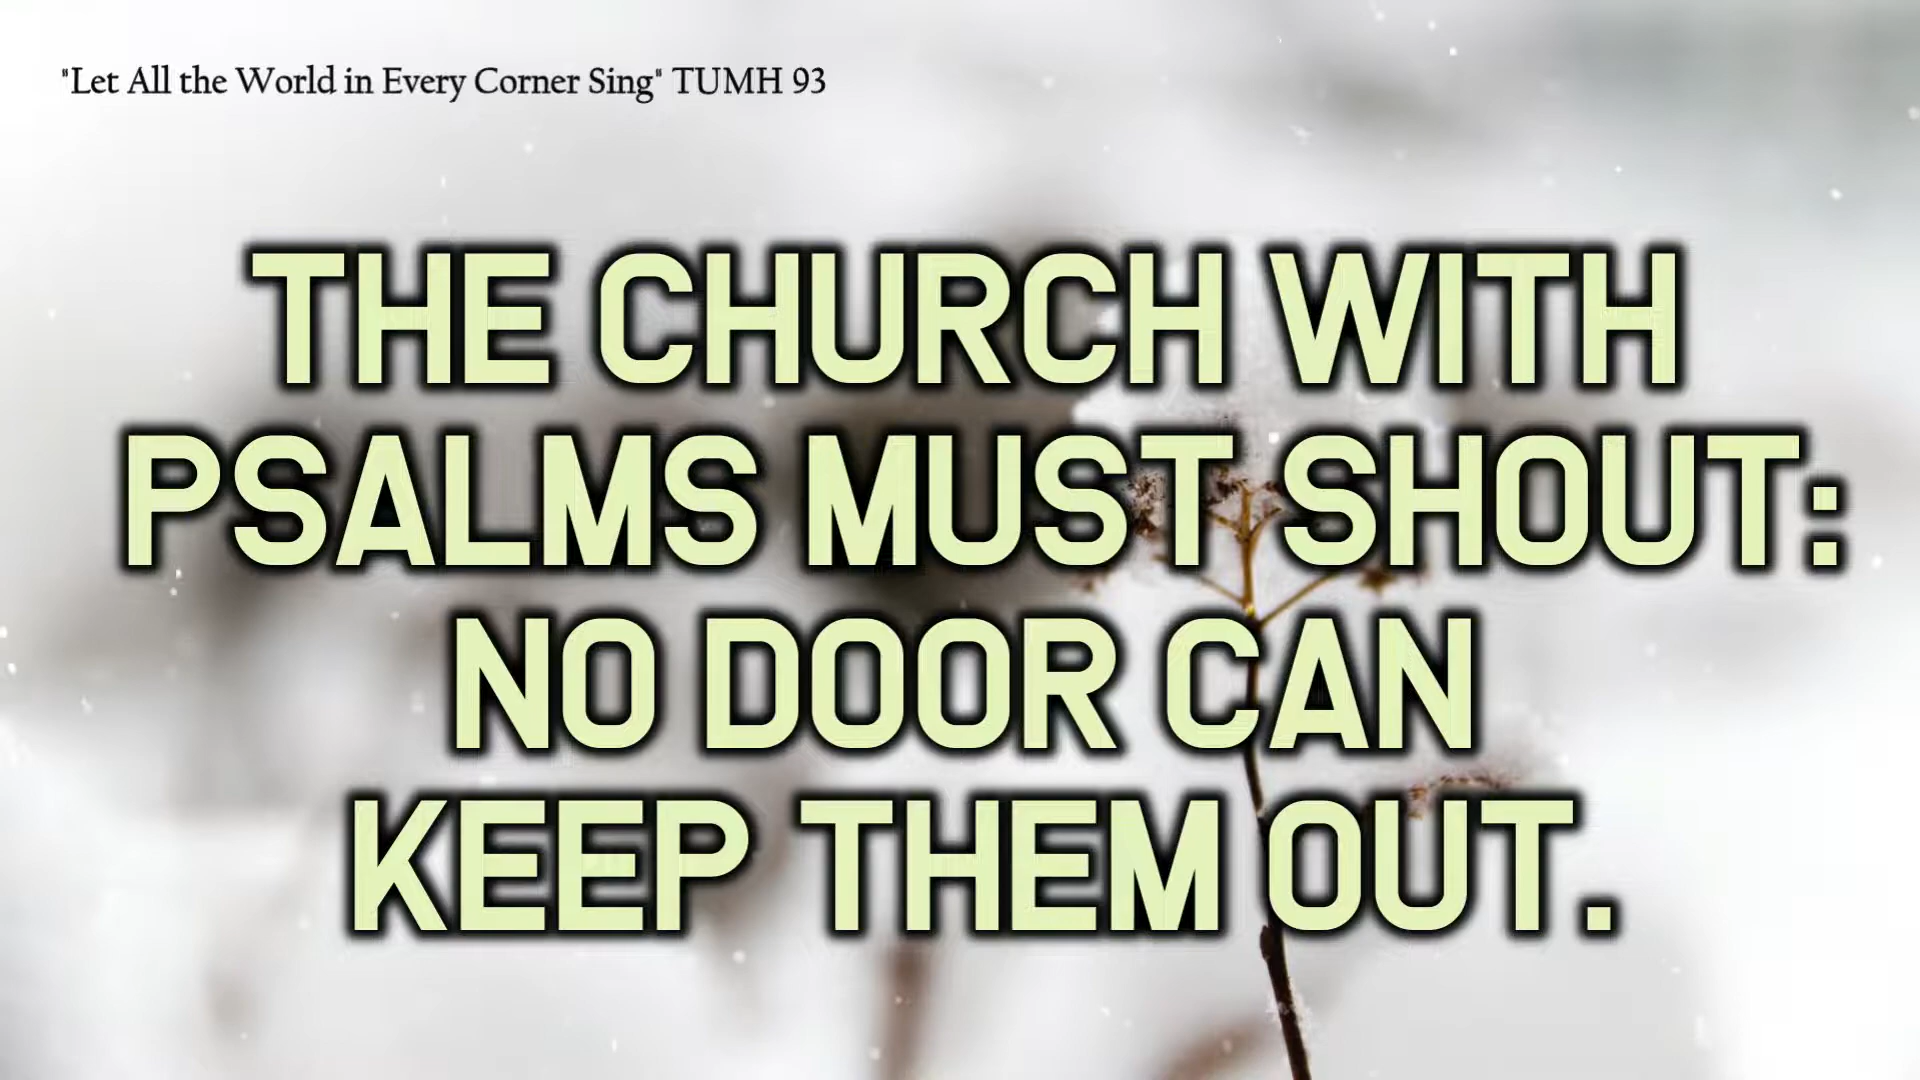 "Let All the World in Every Corner Sing" TUMH 93
THE CHURCH WITH
PSALMS MUST SHOUT:
NO DOOR CAN
KEEP THEM OUT.